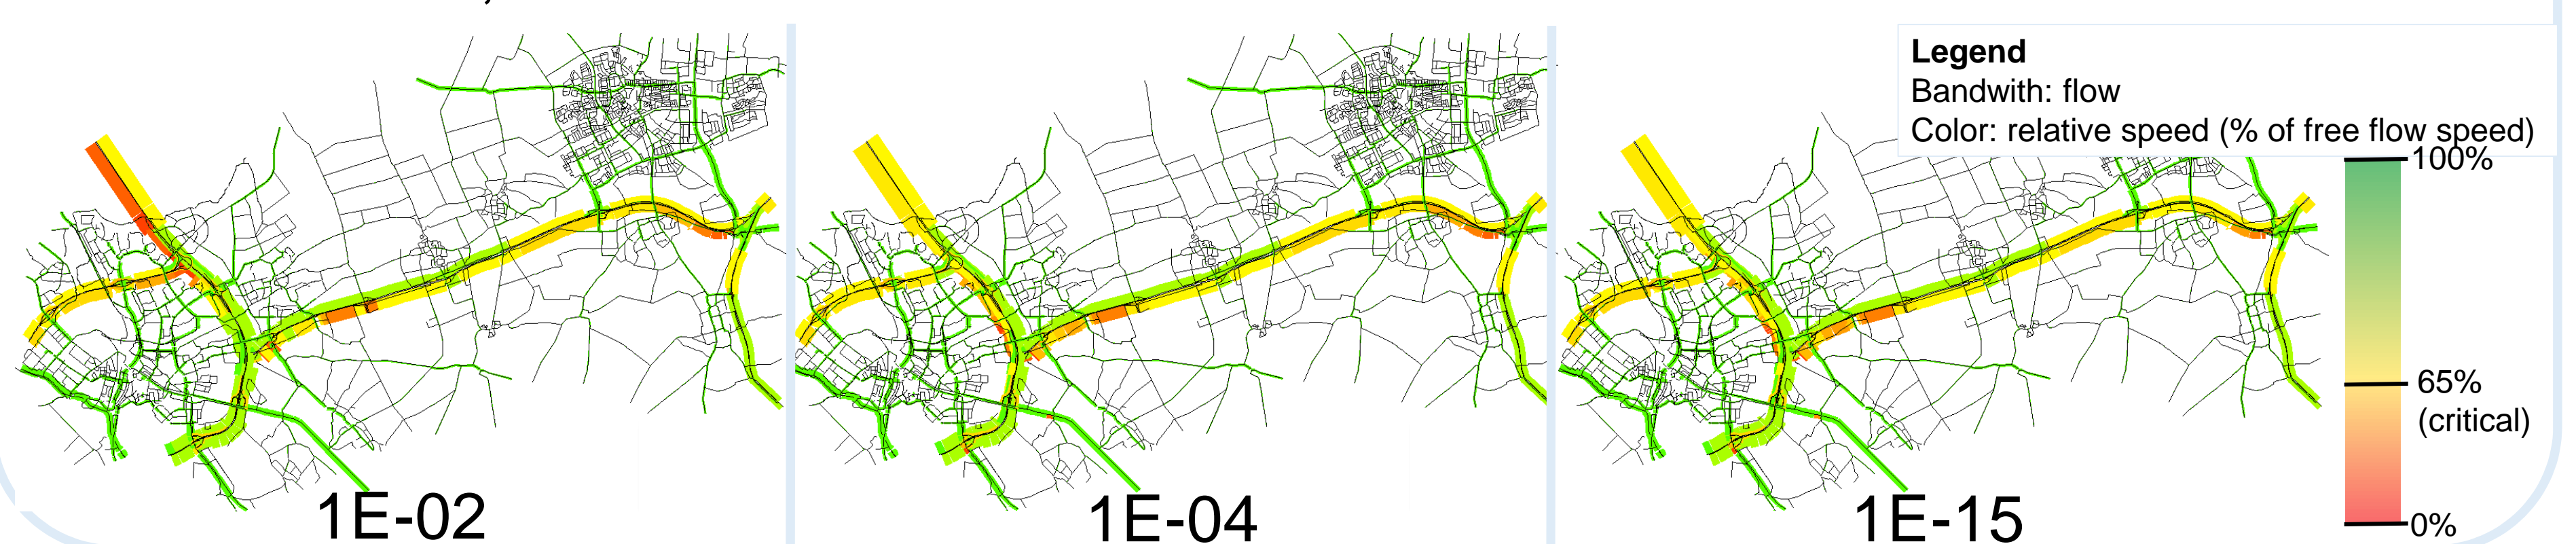 Legend
Bandwith: flow
Color: relative speed (% of free flow speed)
100%
65%
(critical)
0%
1E-02
1E-04
1E-15